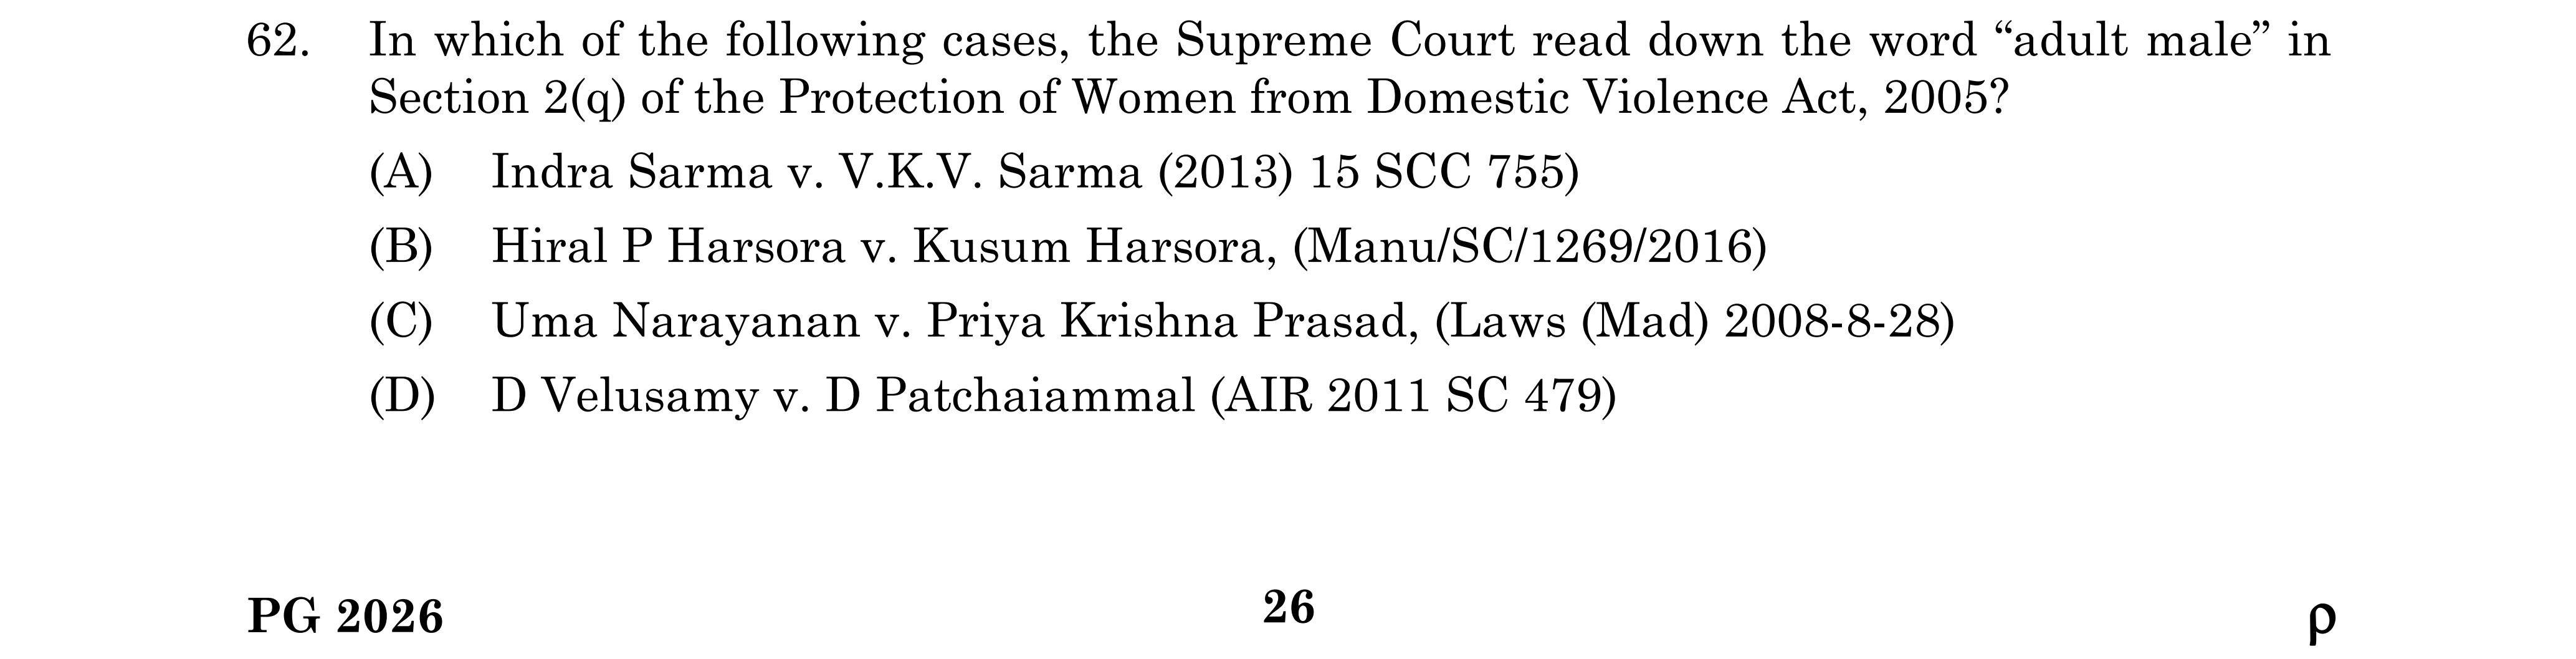 62. In which of the following cases, the Supreme Court read down the word “adult male” in
Section 2(q) of the Protection of Women from Domestic Violence Act, 2005?
(A) Indra Sarma v. V.K.V. Sarma (2013) 15 SCC 755)
(B) Hiral P Harsora v. Kusum Harsora, (Manu/SC/1269/2016)
(C) Uma Narayanan v. Priya Krishna Prasad, (Laws (Mad) 2008-8-28)
(D) D Velusamy v. D Patchaiammal (AIR 2011 SC 479)
PG 2026 26 ρ